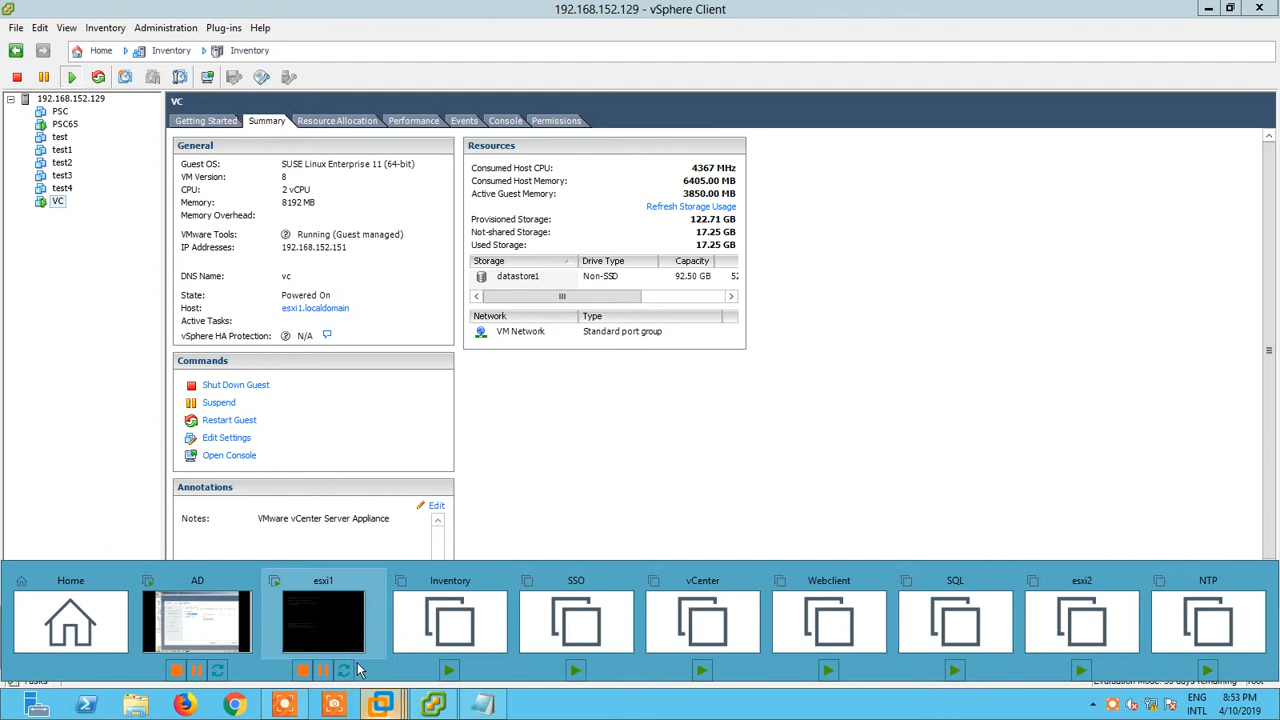 192.168.152.129 - vSphere Client
File Edit View Inventory Administration Plug-ins Help
Home Inventory Inventory
192.168.152.129
PSC
PSC65
test
test1
test2
test3
test4
VC
VC
Getting Started Summary Resource Allocation Performance Events Console Permissions
General
Guest OS: SUSE Linux Enterprise 11 (64-bit)
VM Version: 8
CPU: 2 vCPU
Memory: 8192 MB
Memory Overhead:
VMware Tools: Running (Guest managed)
IP Addresses: 192.168.152.151
DNS Name: vc
State: Powered On
Host: esxi1.localdomain
Active Tasks:
vSphere HA Protection: N/A
Commands
Shut Down Guest
Suspend
Restart Guest
Edit Settings
Open Console
Annotations
Edit
Notes: VMware vCenter Server Appliance
Resources
Consumed Host CPU: 4367 MHz
Consumed Host Memory: 6405.00 MB
Active Guest Memory: 3850.00 MB
Refresh Storage Usage
Provisioned Storage: 122.71 GB
Not-shared Storage: 17.25 GB
Used Storage: 17.25 GB
Storage Drive Type Capacity
datastore1 Non-SSD 92.50 GB 52
Network Type
VM Network Standard port group
Home AD esxi1 Inventory SSO vCenter Webclient SQL esxi2 NTP
ENG 8:53 PM
INTL 4/10/2019